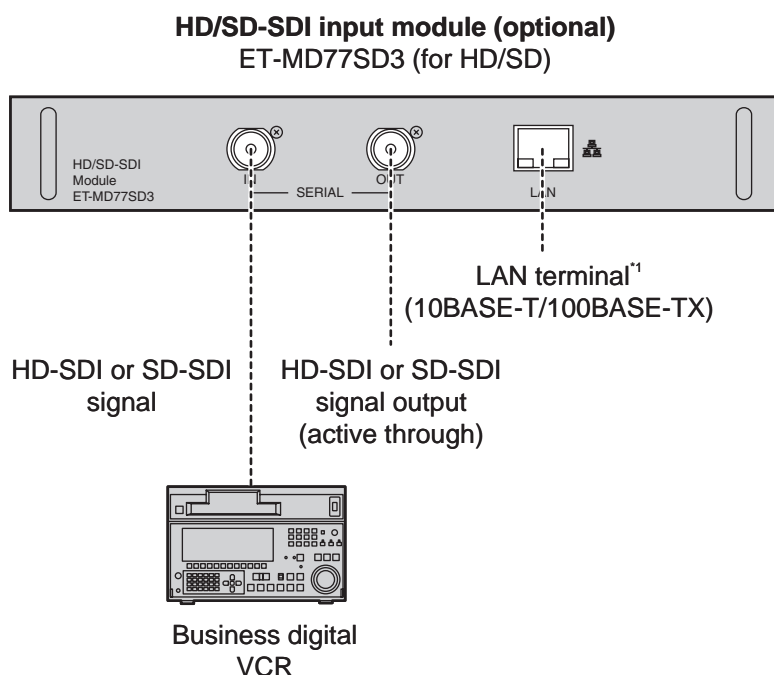 HD/SD-SDI input module (optional)
ET-MD77SD3 (for HD/SD)
HD/SD-SDI
Module
ET-MD77SD3
IN
SERIAL
OUT
LAN
LAN terminal*1
(10BASE-T/100BASE-TX)
HD-SDI or SD-SDI
signal
HD-SDI or SD-SDI
signal output
(active through)
Business digital
VCR